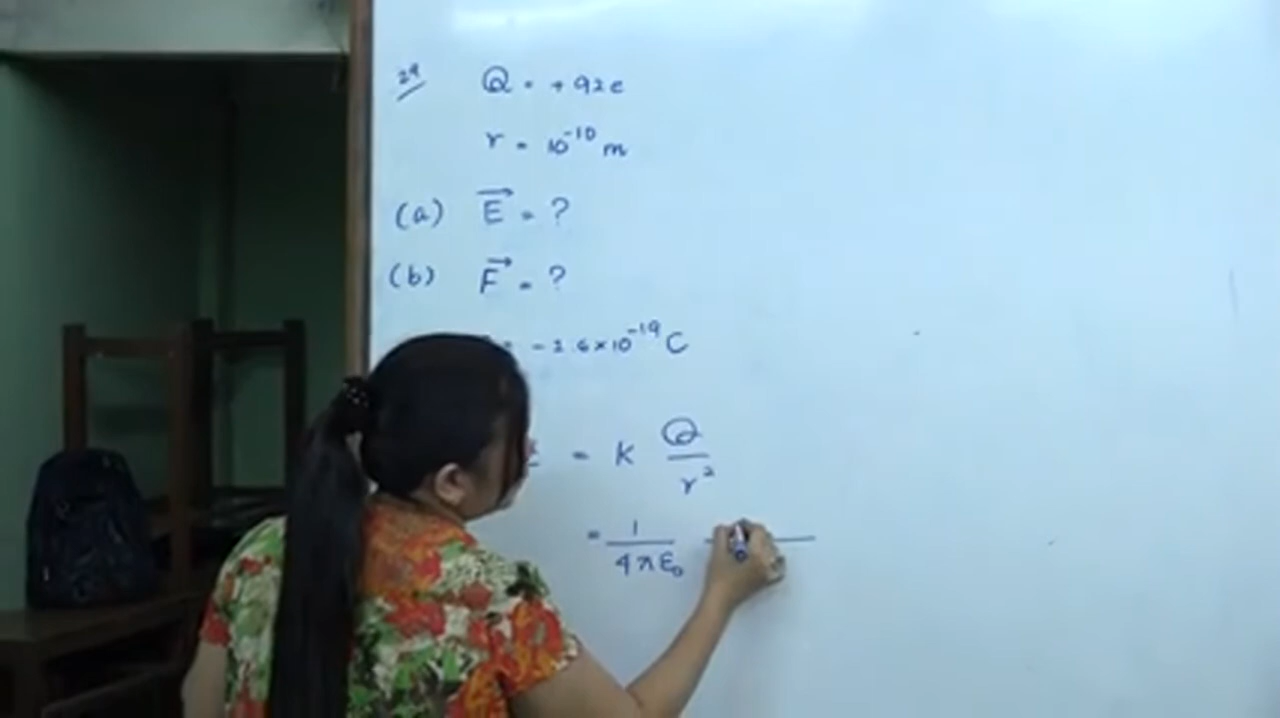 29
Q = +92e
r = 10⁻¹⁰ m
(a) E⃗ = ?
(b) F⃗ = ?
= -1.6×10⁻¹⁹ C
= K Q/r²
= 1/4πε₀